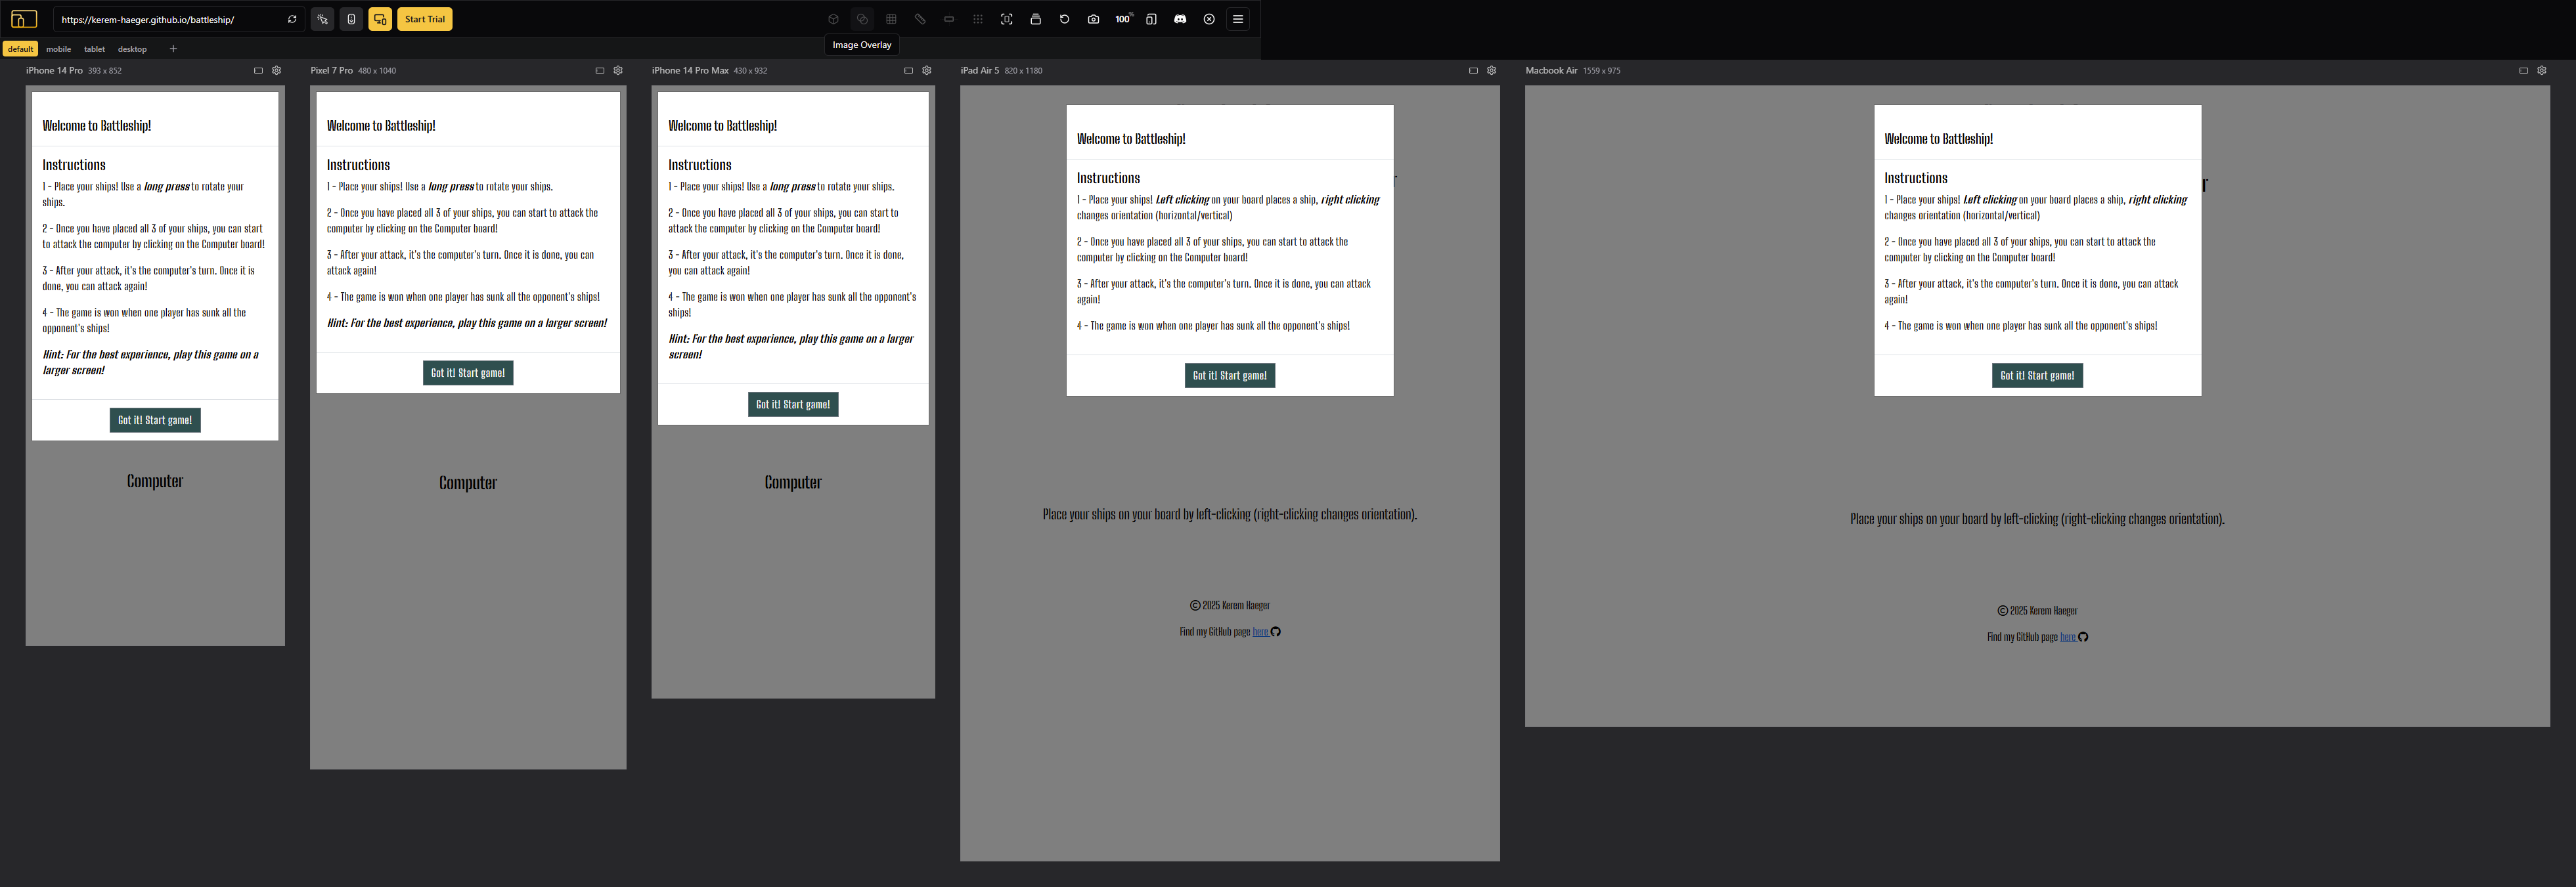 https://kerem-haeger.github.io/battleship/
Start Trial
100%
default
mobile
tablet
desktop
Image Overlay
iPhone 14 Pro 393 x 852
Welcome to Battleship!
Instructions
1 - Place your ships! Use a long press to rotate your
ships.
2 - Once you have placed all 3 of your ships, you can start
to attack the computer by clicking on the Computer board!
3 - After your attack, it's the computer's turn. Once it is
done, you can attack again!
4 - The game is won when one player has sunk all the
opponent's ships!
Hint: For the best experience, play this game on a
larger screen!
Got it! Start game!
Computer
Pixel 7 Pro 480 x 1040
Welcome to Battleship!
Instructions
1 - Place your ships! Use a long press to rotate your ships.
2 - Once you have placed all 3 of your ships, you can start to attack the
computer by clicking on the Computer board!
3 - After your attack, it's the computer's turn. Once it is done, you can
attack again!
4 - The game is won when one player has sunk all the opponent's ships!
Hint: For the best experience, play this game on a larger screen!
Got it! Start game!
Computer
iPhone 14 Pro Max 430 x 932
Welcome to Battleship!
Instructions
1 - Place your ships! Use a long press to rotate your ships.
2 - Once you have placed all 3 of your ships, you can start to
attack the computer by clicking on the Computer board!
3 - After your attack, it's the computer's turn. Once it is done,
you can attack again!
4 - The game is won when one player has sunk all the opponent's
ships!
Hint: For the best experience, play this game on a larger
screen!
Got it! Start game!
Computer
iPad Air 5 820 x 1180
Welcome to Battleship!
Instructions
1 - Place your ships! Left clicking on your board places a ship, right clicking
changes orientation (horizontal/vertical)
2 - Once you have placed all 3 of your ships, you can start to attack the
computer by clicking on the Computer board!
3 - After your attack, it's the computer's turn. Once it is done, you can attack
again!
4 - The game is won when one player has sunk all the opponent's ships!
Got it! Start game!
r
Place your ships on your board by left-clicking (right-clicking changes orientation).
© 2025 Kerem Haeger
Find my GitHub page here
Macbook Air 1559 x 975
Welcome to Battleship!
Instructions
1 - Place your ships! Left clicking on your board places a ship, right clicking
changes orientation (horizontal/vertical)
2 - Once you have placed all 3 of your ships, you can start to attack the
computer by clicking on the Computer board!
3 - After your attack, it's the computer's turn. Once it is done, you can attack
again!
4 - The game is won when one player has sunk all the opponent's ships!
Got it! Start game!
r
Place your ships on your board by left-clicking (right-clicking changes orientation).
© 2025 Kerem Haeger
Find my GitHub page here